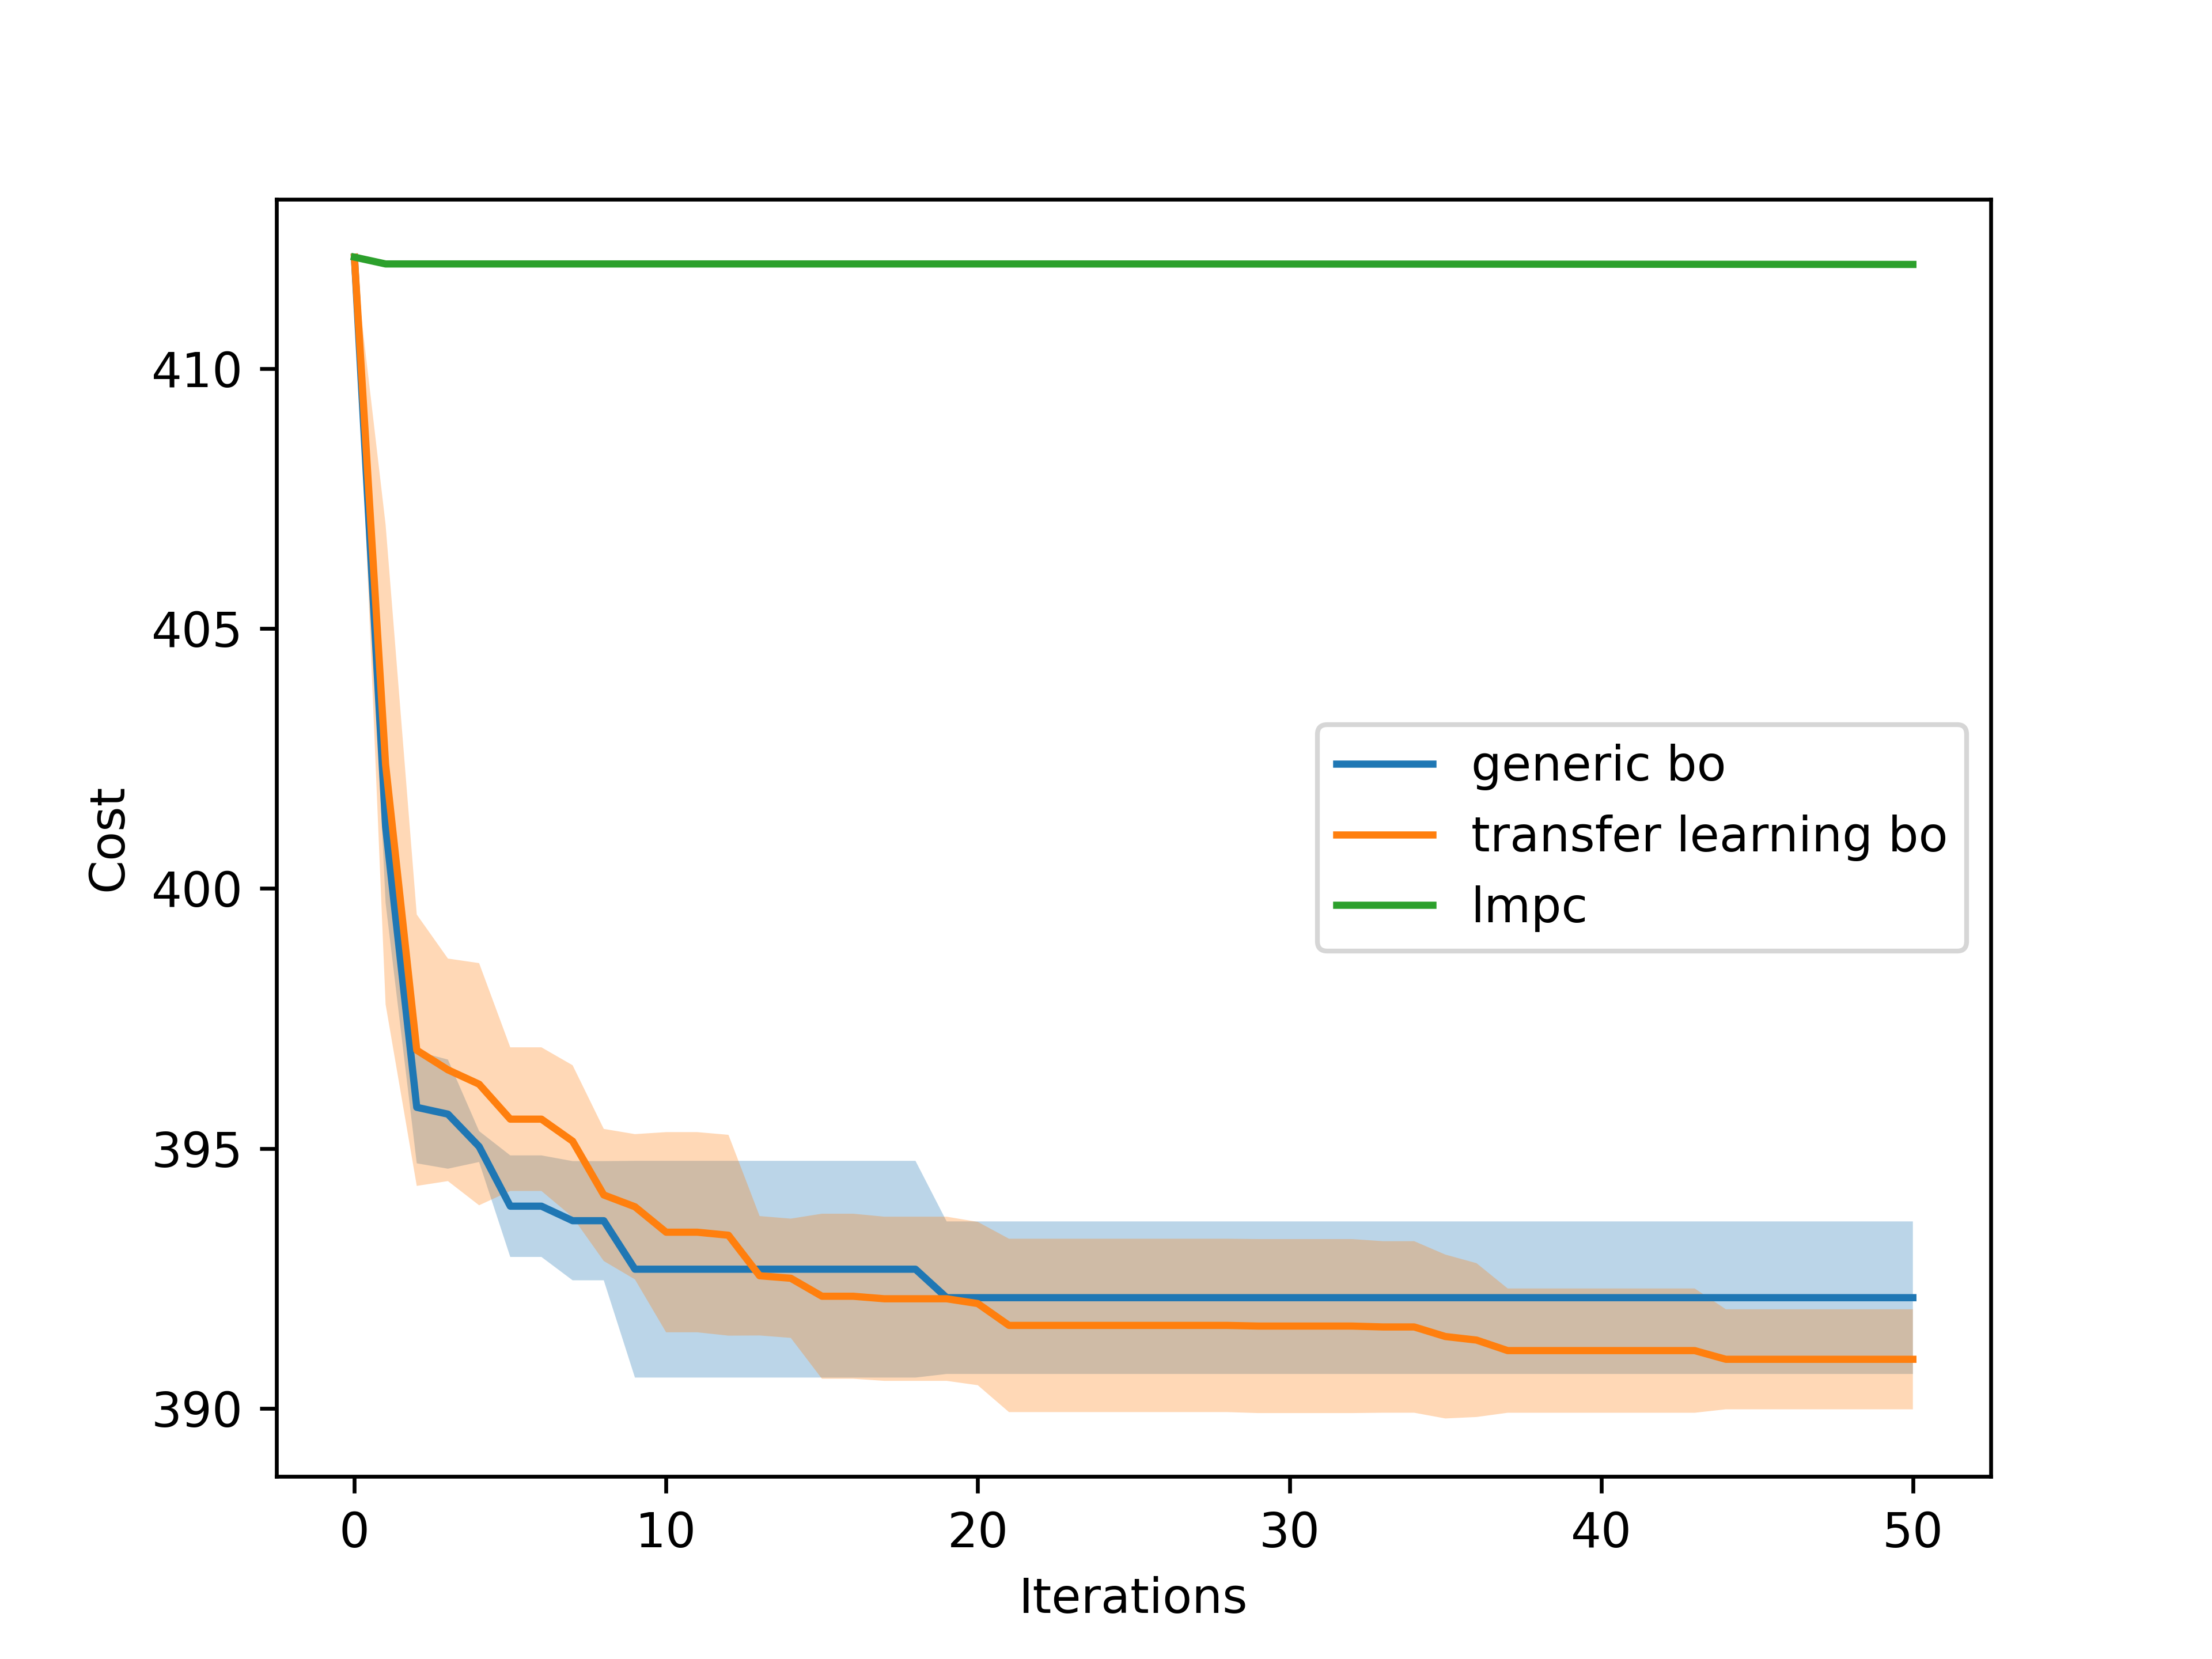 410
405
400
395
390
Cost
generic bo
transfer learning bo
lmpc
0 10 20 30 40 50
Iterations